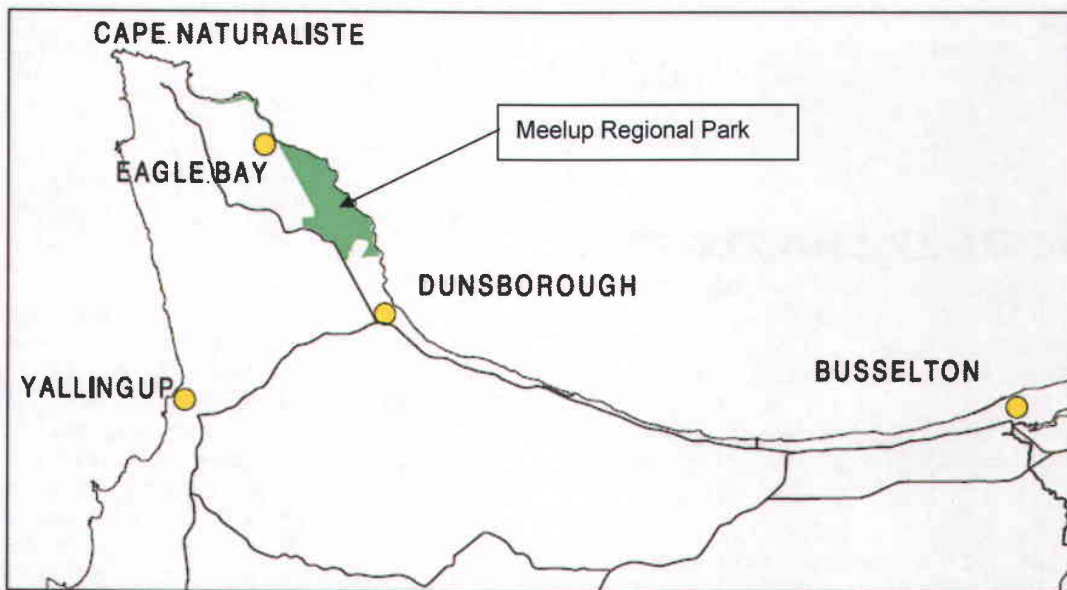 CAPE.NATURALISTE
Meelup Regional Park
EAGLE.BAY
DUNSBOROUGH
BUSSELTON
YALLINGUP